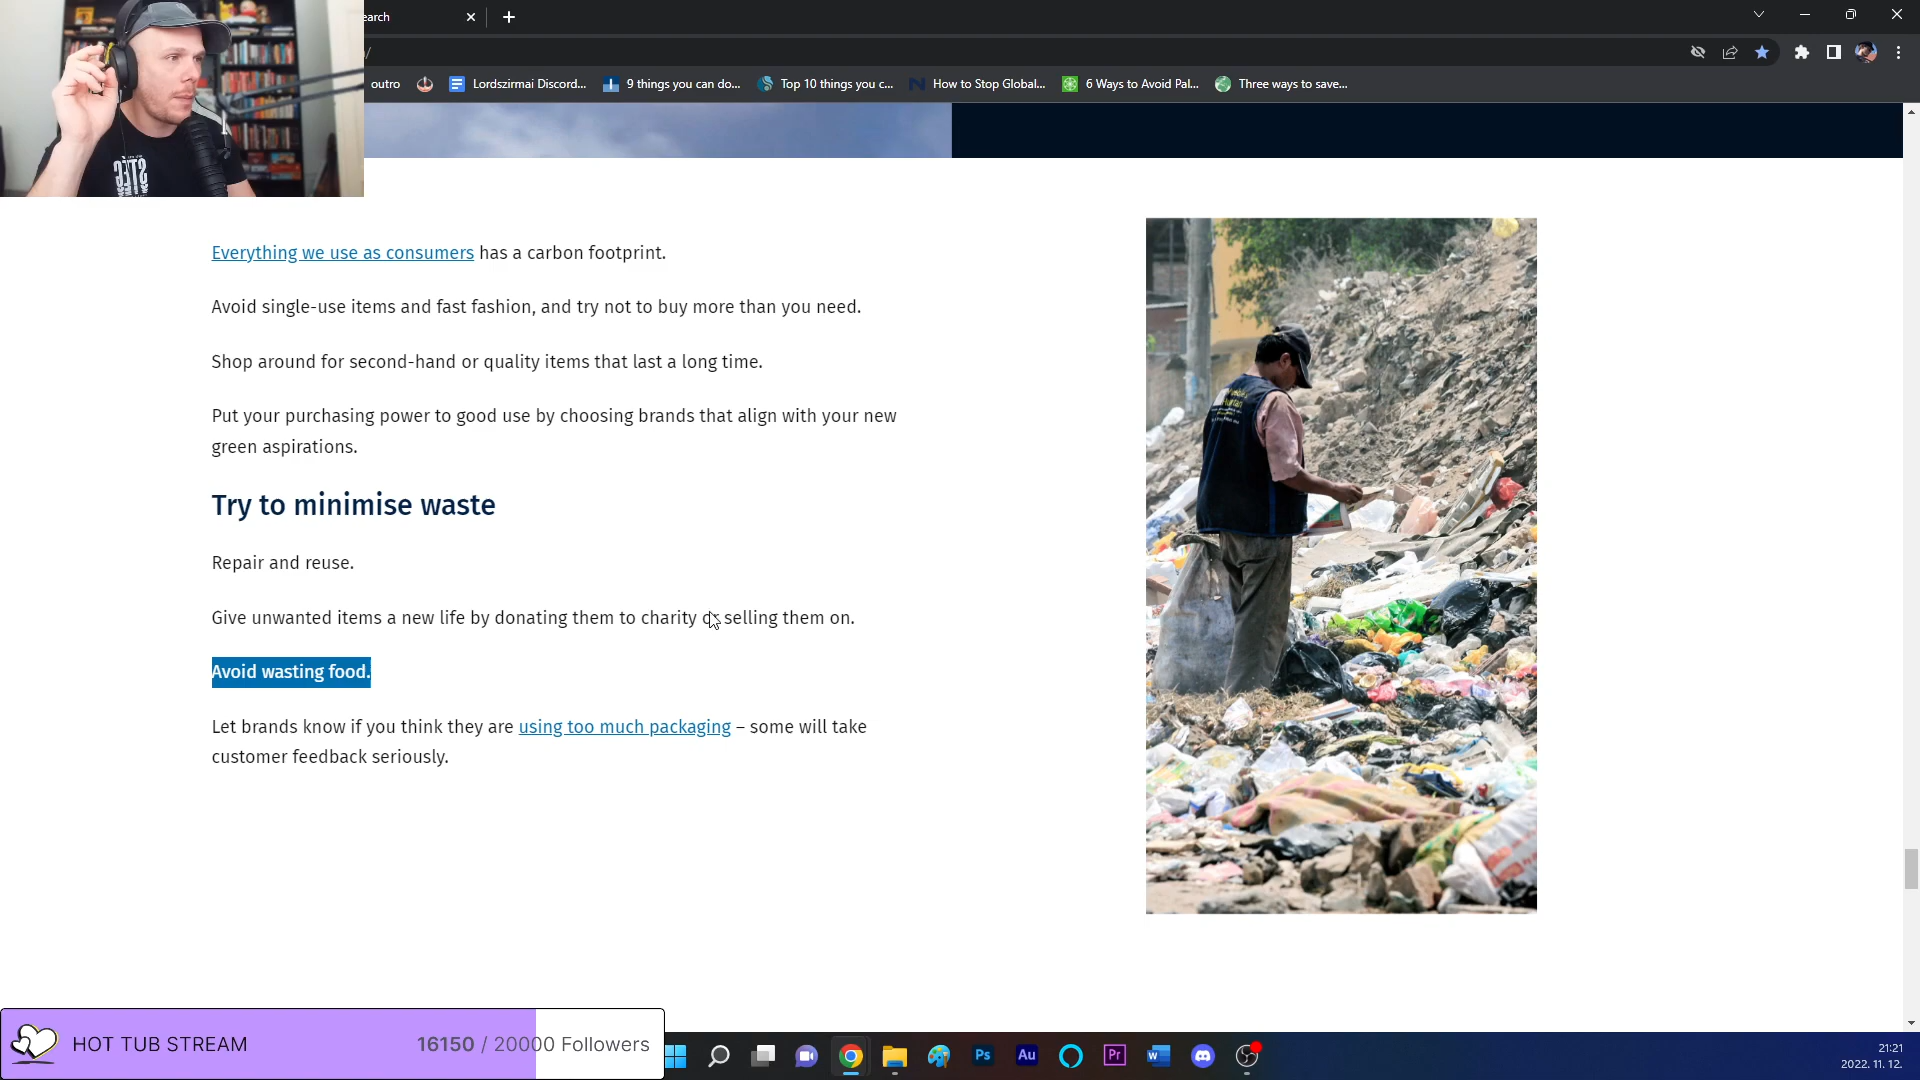 earch
/
outro
Lordszirmai Discord...
9 things you can do...
Top 10 things you c...
How to Stop Global...
6 Ways to Avoid Pal...
Three ways to save...
Everything we use as consumers has a carbon footprint.
Avoid single-use items and fast fashion, and try not to buy more than you need.
Shop around for second-hand or quality items that last a long time.
Put your purchasing power to good use by choosing brands that align with your new
green aspirations.
Try to minimise waste
Repair and reuse.
Give unwanted items a new life by donating them to charity or selling them on.
Avoid wasting food.
Let brands know if you think they are using too much packaging – some will take
customer feedback seriously.
HOT TUB STREAM 16150 / 20000 Followers
Ps
Au
Pr
W
21:21
2022. 11. 12.